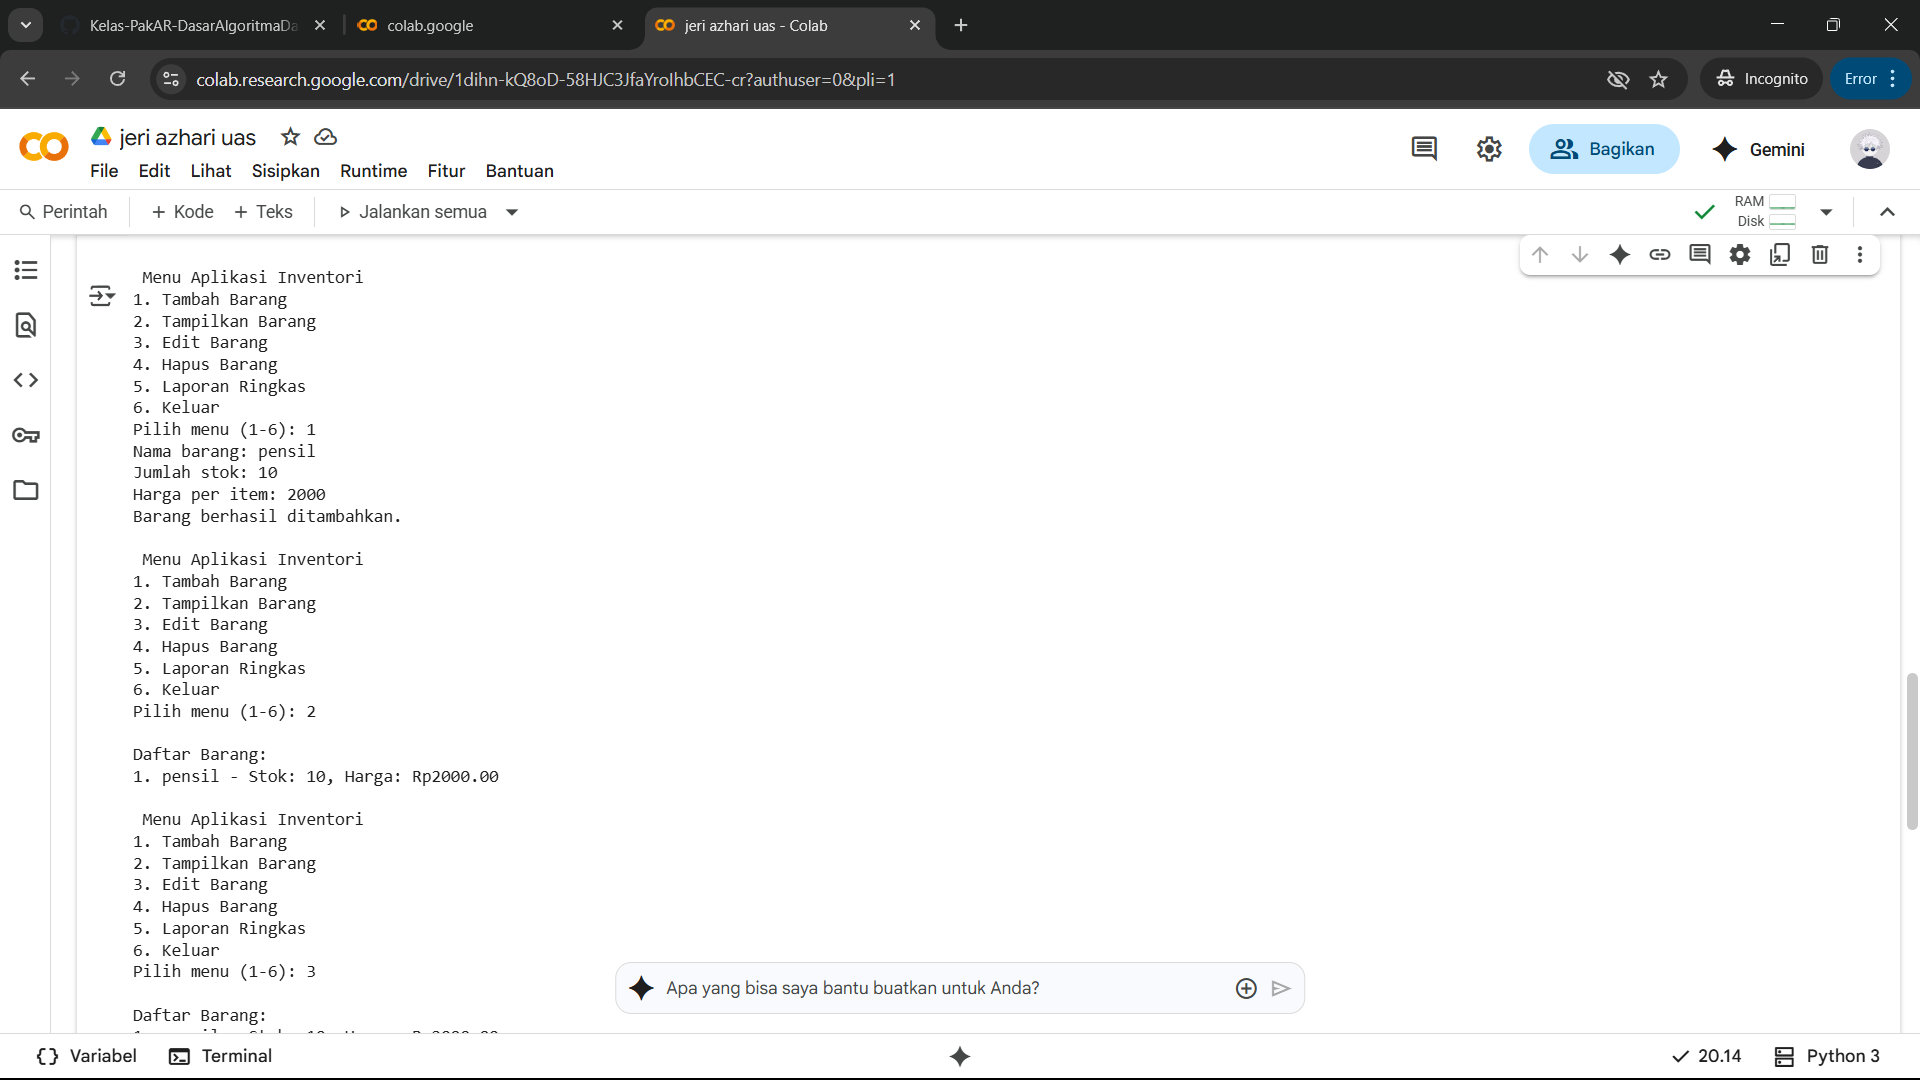 Kelas-PakAR-DasarAlgoritmaDa
colab.google
jeri azhari uas - Colab
colab.research.google.com/drive/1dihn-kQ8oD-58HJC3JfaYroIhbCEC-cr?authuser=0&pli=1
Incognito
Error
jeri azhari uas
File Edit Lihat Sisipkan Runtime Fitur Bantuan
Bagikan
Gemini
Perintah
+ Kode + Teks
Jalankan semua
RAM
Disk
Menu Aplikasi Inventori
1. Tambah Barang
2. Tampilkan Barang
3. Edit Barang
4. Hapus Barang
5. Laporan Ringkas
6. Keluar
Pilih menu (1-6): 1
Nama barang: pensil
Jumlah stok: 10
Harga per item: 2000
Barang berhasil ditambahkan.
Menu Aplikasi Inventori
1. Tambah Barang
2. Tampilkan Barang
3. Edit Barang
4. Hapus Barang
5. Laporan Ringkas
6. Keluar
Pilih menu (1-6): 2
Daftar Barang:
1. pensil - Stok: 10, Harga: Rp2000.00
Menu Aplikasi Inventori
1. Tambah Barang
2. Tampilkan Barang
3. Edit Barang
4. Hapus Barang
5. Laporan Ringkas
6. Keluar
Pilih menu (1-6): 3
Daftar Barang:
Apa yang bisa saya bantu buatkan untuk Anda?
Variabel
Terminal
20.14
Python 3